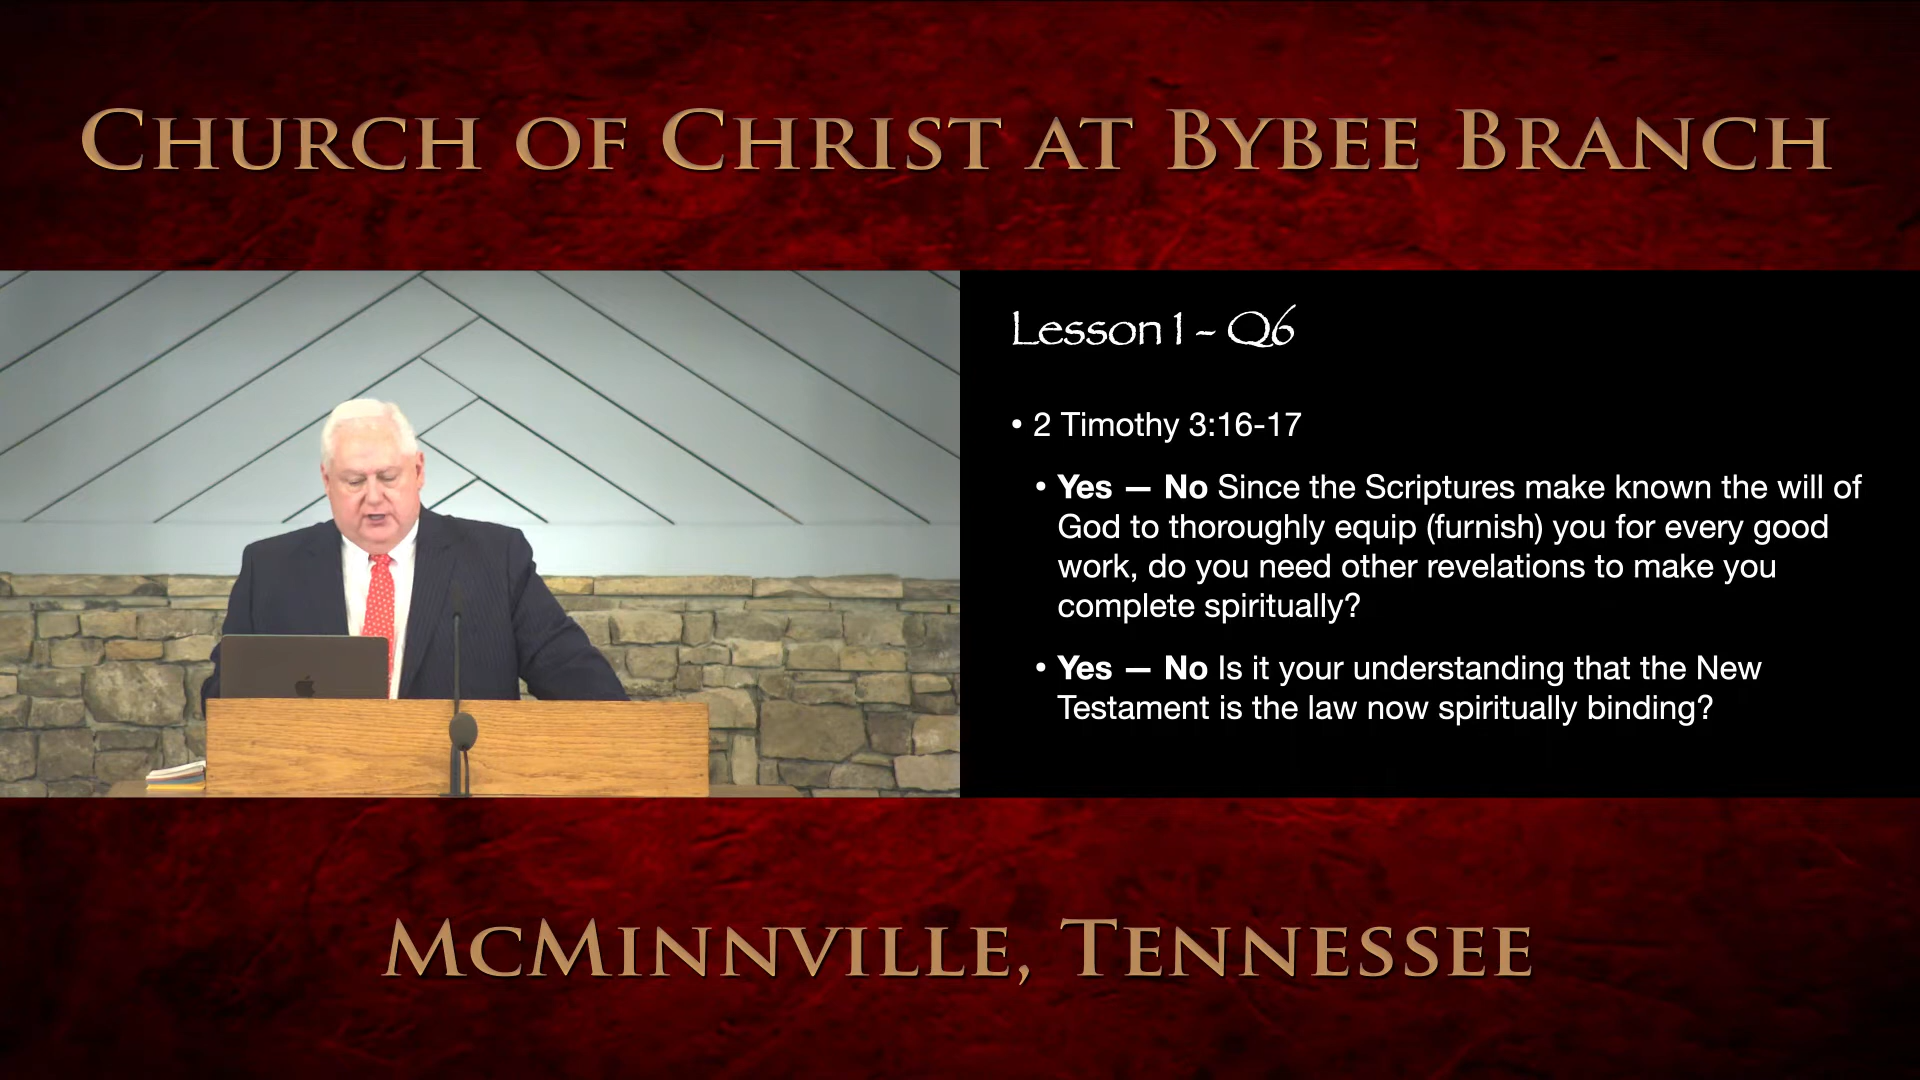 CHURCH OF CHRIST AT BYBEE BRANCH
Lesson 1 – Q6
• 2 Timothy 3:16-17
• Yes — No Since the Scriptures make known the will of
God to thoroughly equip (furnish) you for every good
work, do you need other revelations to make you
complete spiritually?
• Yes — No Is it your understanding that the New
Testament is the law now spiritually binding?
MCMINNVILLE, TENNESSEE